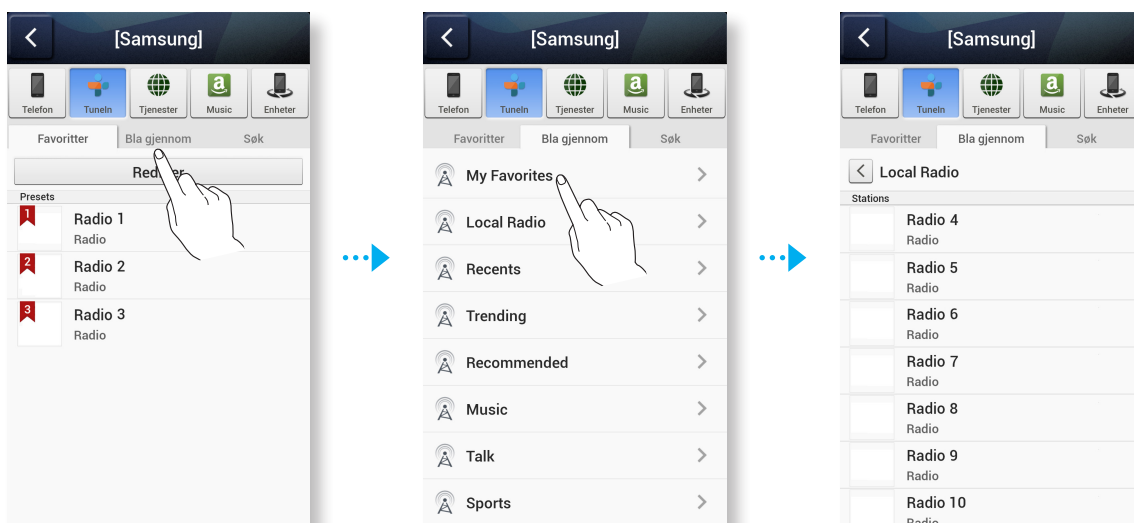 [Samsung]
Telefon TuneIn Tjenester Music Enheter
Favoritter Bla gjennom Søk
Presets
1
Radio 1
Radio
2
Radio 2
Radio
3
Radio 3
Radio
[Samsung]
Telefon TuneIn Tjenester Music Enheter
Favoritter Bla gjennom Søk
My Favorites
Local Radio
Recents
Trending
Recommended
Music
Talk
Sports
[Samsung]
Telefon TuneIn Tjenester Music Enheter
Favoritter Bla gjennom Søk
Local Radio
Stations
Radio 4
Radio
Radio 5
Radio
Radio 6
Radio
Radio 7
Radio
Radio 8
Radio
Radio 9
Radio
Radio 10
Radio